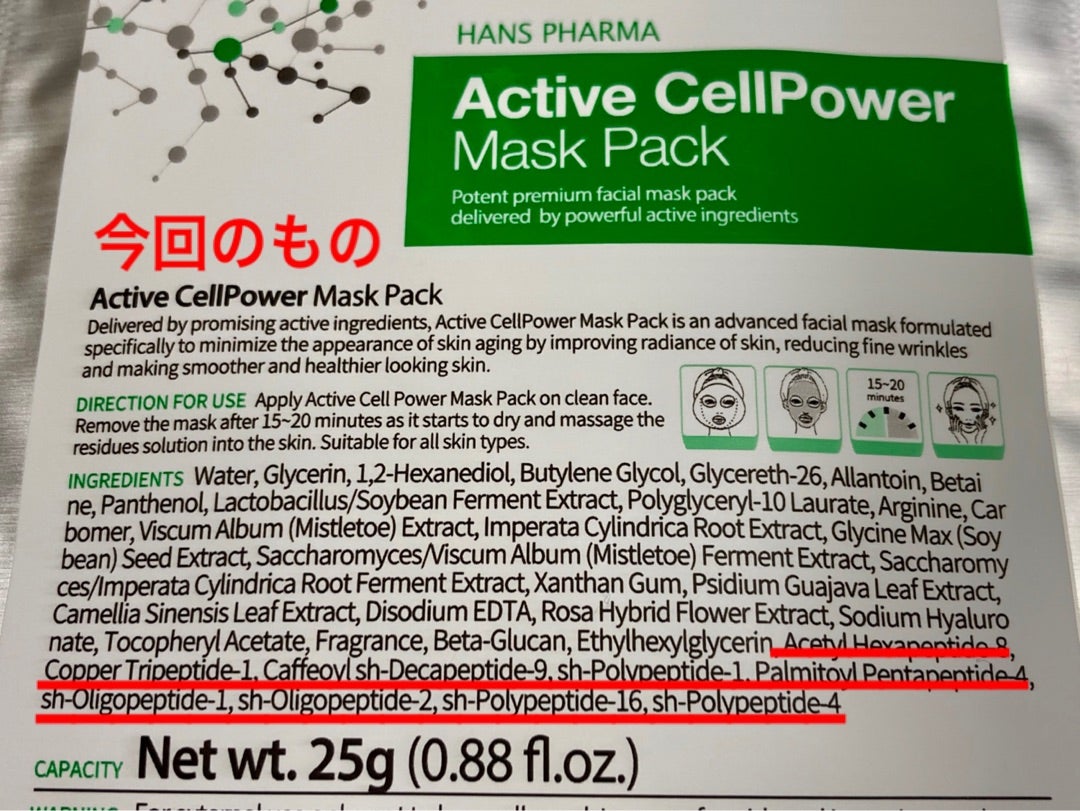 HANS PHARMA
Active CellPower
Mask Pack
Potent premium facial mask pack
delivered by powerful active ingredients
今回のもの
Active CellPower Mask Pack
Delivered by promising active ingredients, Active CellPower Mask Pack is an advanced facial mask formulated
specifically to minimize the appearance of skin aging by improving radiance of skin, reducing fine wrinkles
and making smoother and healthier looking skin.
DIRECTION FOR USE Apply Active Cell Power Mask Pack on clean face.
Remove the mask after 15~20 minutes as it starts to dry and massage the
residues solution into the skin. Suitable for all skin types.
15~20
minutes
INGREDIENTS Water, Glycerin, 1,2-Hexanediol, Butylene Glycol, Glycereth-26, Allantoin, Betai
ne, Panthenol, Lactobacillus/Soybean Ferment Extract, Polyglyceryl-10 Laurate, Arginine, Car
bomer, Viscum Album (Mistletoe) Extract, Imperata Cylindrica Root Extract, Glycine Max (Soy
bean) Seed Extract, Saccharomyces/Viscum Album (Mistletoe) Ferment Extract, Saccharomy
ces/Imperata Cylindrica Root Ferment Extract, Xanthan Gum, Psidium Guajava Leaf Extract,
Camellia Sinensis Leaf Extract, Disodium EDTA, Rosa Hybrid Flower Extract, Sodium Hyaluro
nate, Tocopheryl Acetate, Fragrance, Beta-Glucan, Ethylhexylglycerin, Acetyl Hexapeptide-8,
Copper Tripeptide-1, Caffeoyl sh-Decapeptide-9, sh-Polypeptide-1, Palmitoyl Pentapeptide-4,
sh-Oligopeptide-1, sh-Oligopeptide-2, sh-Polypeptide-16, sh-Polypeptide-4
CAPACITY Net wt. 25g (0.88 fl.oz.)